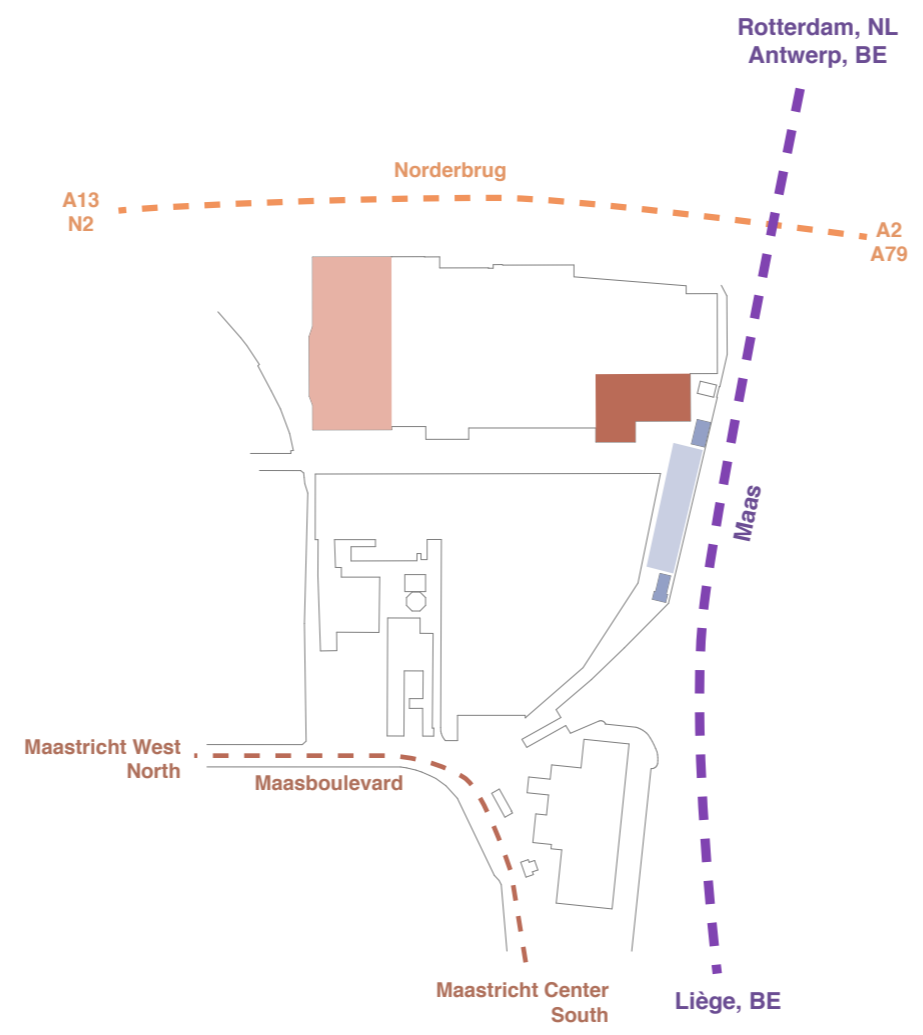 Rotterdam, NL
Antwerp, BE
Norderbrug
A13
N2
A2
A79
Maas
Maastricht West
North
Maasboulevard
Maastricht Center
South
Liège, BE